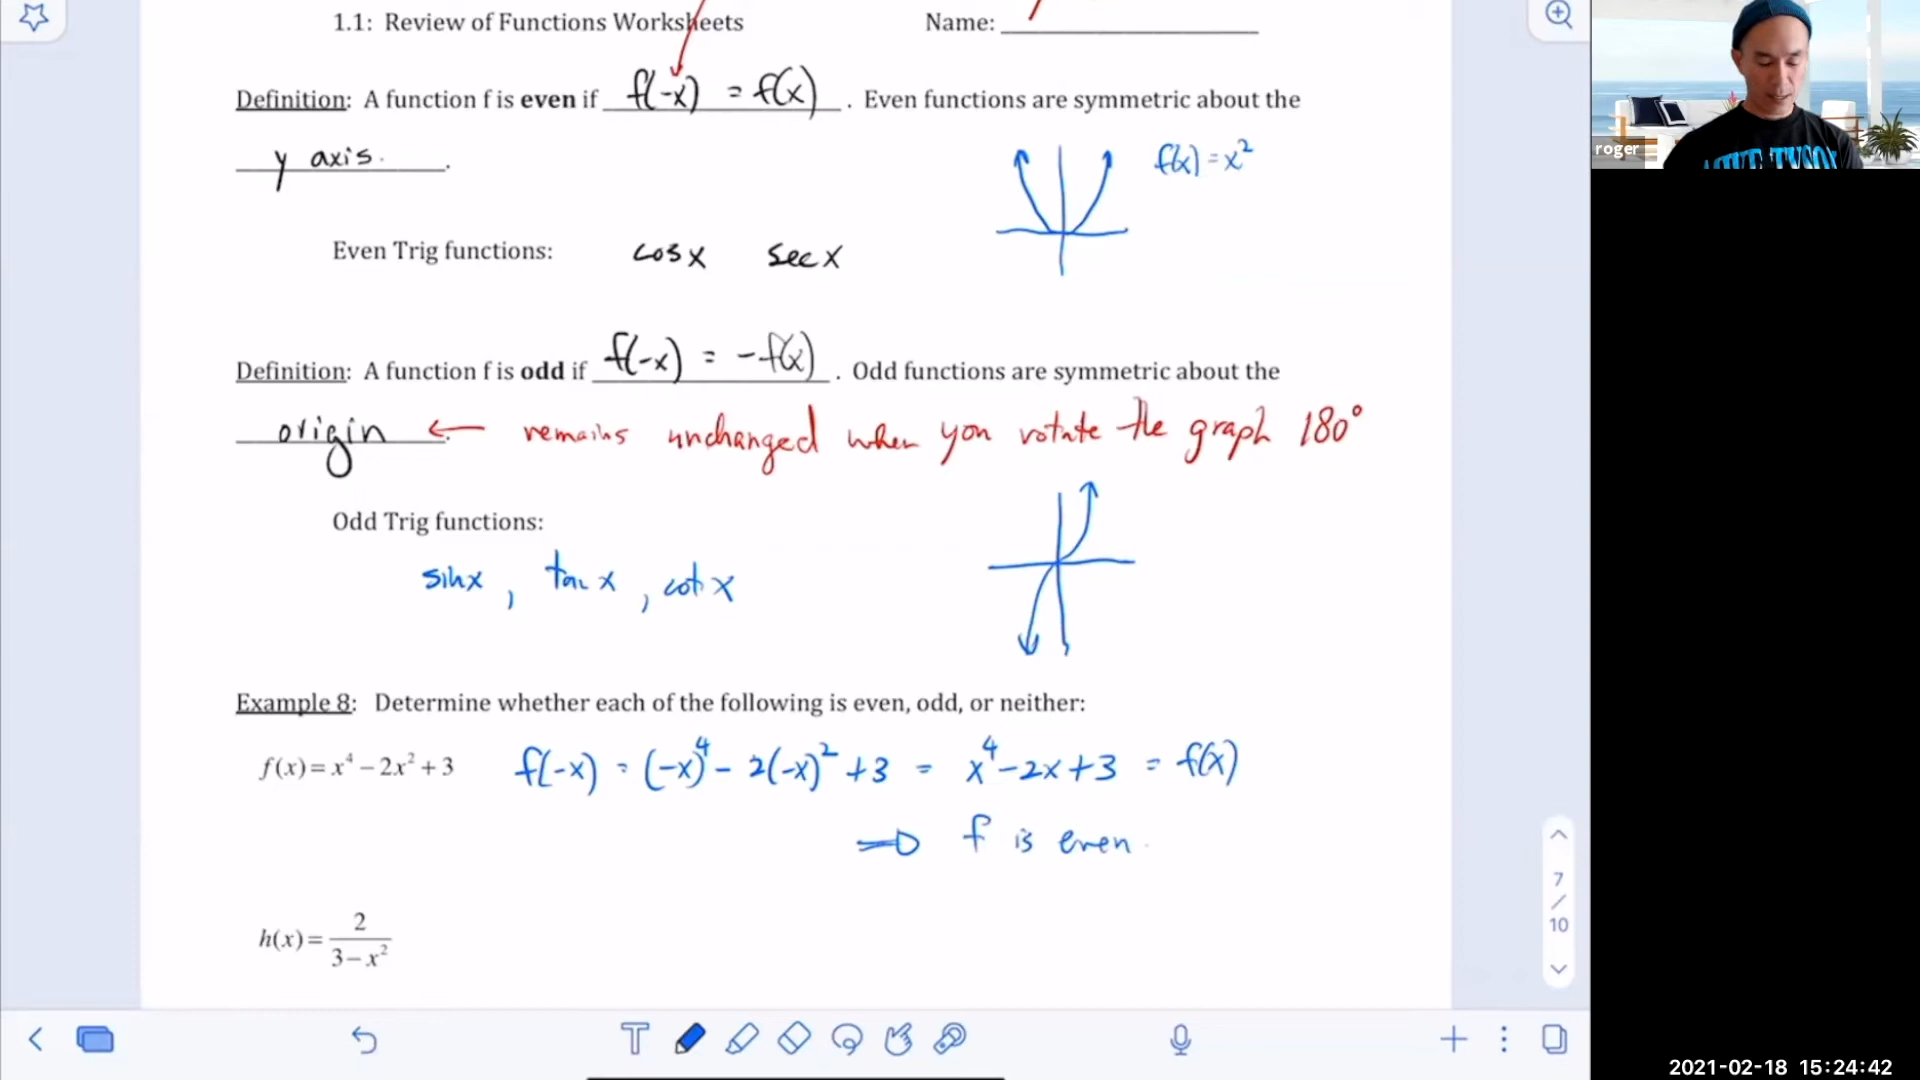 1.1: Review of Functions Worksheets Name:
Definition: A function f is even if f(-x) = f(x). Even functions are symmetric about the
y axis.
f(x) = x²
Even Trig functions: cos x sec x
Definition: A function f is odd if f(-x) = -f(x). Odd functions are symmetric about the
origin. ← remains unchanged when you rotate the graph 180°
Odd Trig functions:
sin x, tan x, cot x
Example 8: Determine whether each of the following is even, odd, or neither:
f(x) = x⁴ – 2x² + 3 f(-x) = (-x)⁴ - 2(-x)² + 3 = x⁴ - 2x + 3 = f(x)
⇒ f is even
h(x) = 2 / (3 – x²)
roger
7
/
10
T
2021-02-18 15:24:42